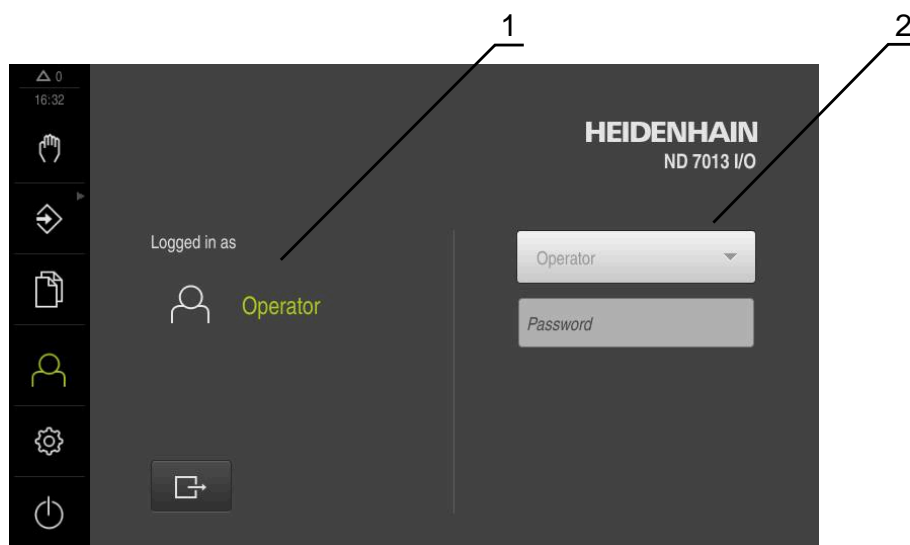 1
2
△ 0
16:32
HEIDENHAIN
ND 7013 I/O
Logged in as
Operator
Operator
Password